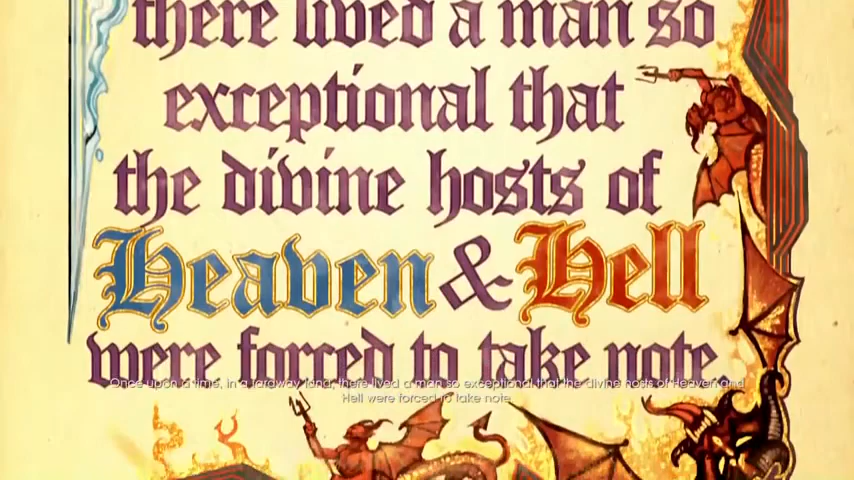 there lived a man so
exceptional that
the divine hosts of
Heaven & Hell
were forced to take note.
Once upon a time, in a faraway land, there lived a man so exceptional that the divine hosts of Heaven and
Hell were forced to take note.